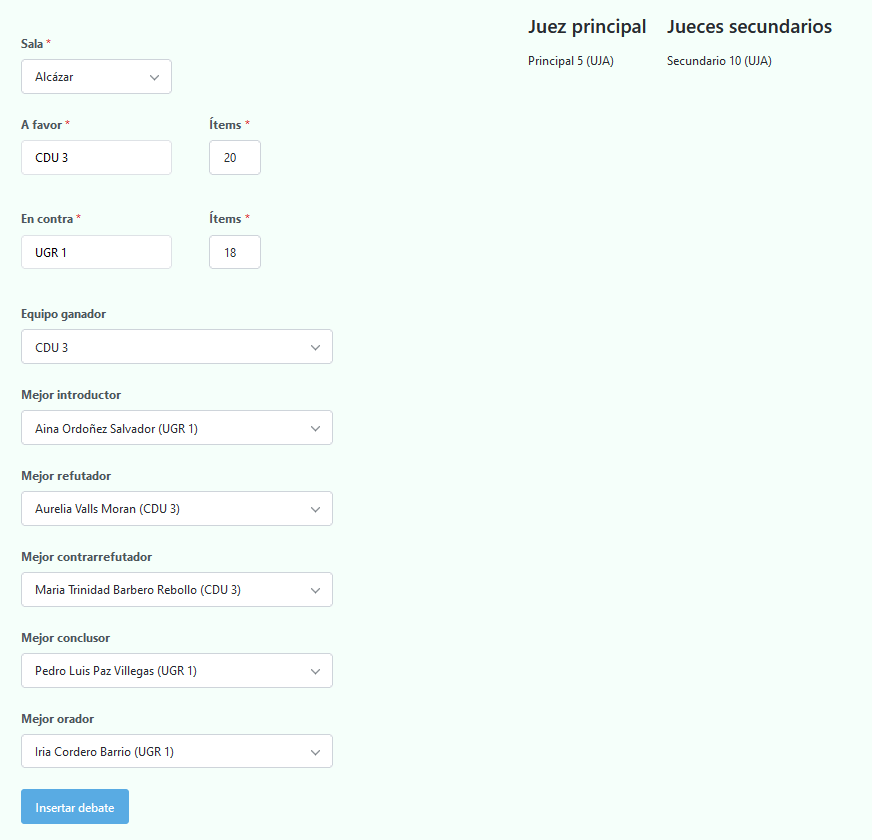 Sala *
Alcázar
A favor * Ítems *
CDU 3 20
En contra * Ítems *
UGR 1 18
Equipo ganador
CDU 3
Mejor introductor
Aina Ordoñez Salvador (UGR 1)
Mejor refutador
Aurelia Valls Moran (CDU 3)
Mejor contrarrefutador
Maria Trinidad Barbero Rebollo (CDU 3)
Mejor conclusor
Pedro Luis Paz Villegas (UGR 1)
Mejor orador
Iria Cordero Barrio (UGR 1)
Insertar debate
Juez principal Jueces secundarios
Principal 5 (UJA) Secundario 10 (UJA)